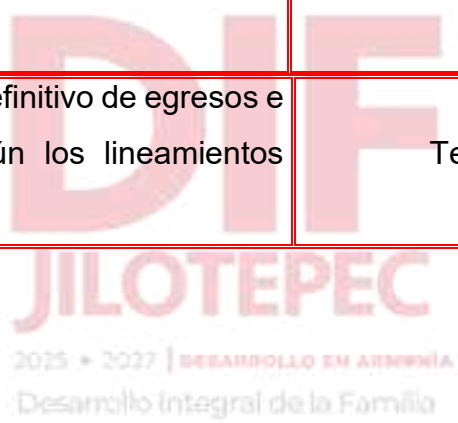 DIF
efinitivo de egresos e
ún los lineamientos
Te
JILOTEPEC
2025 • 2027 | DESARROLLO EN ARMONÍA
Desarrollo Integral de la Familia